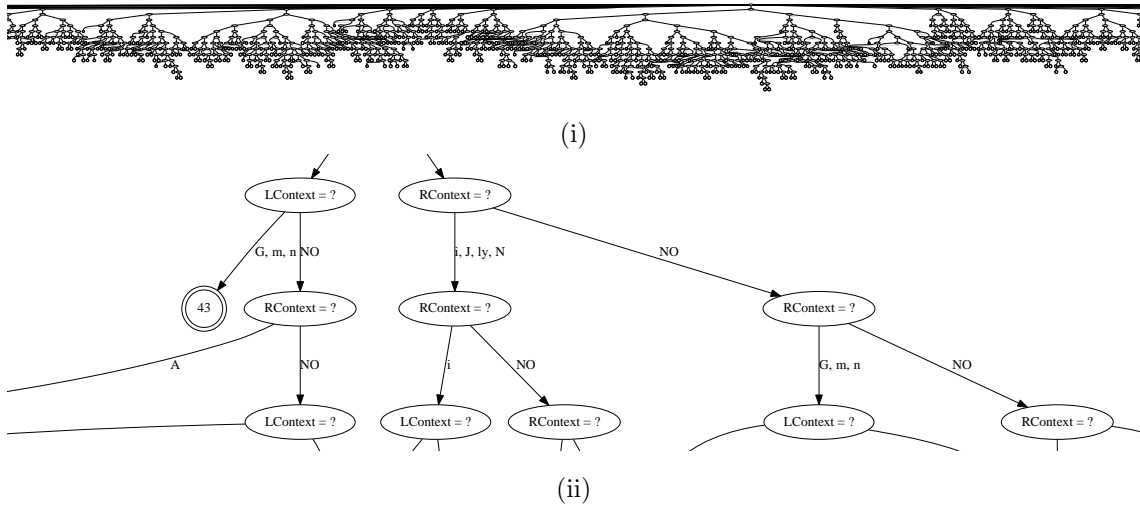 (i)
LContext = ? RContext = ?
G, m, n NO i, J, ly, N NO
43 RContext = ? RContext = ? RContext = ?
A NO i NO G, m, n NO
LContext = ? LContext = ? RContext = ? LContext = ? RContext = ?
(ii)